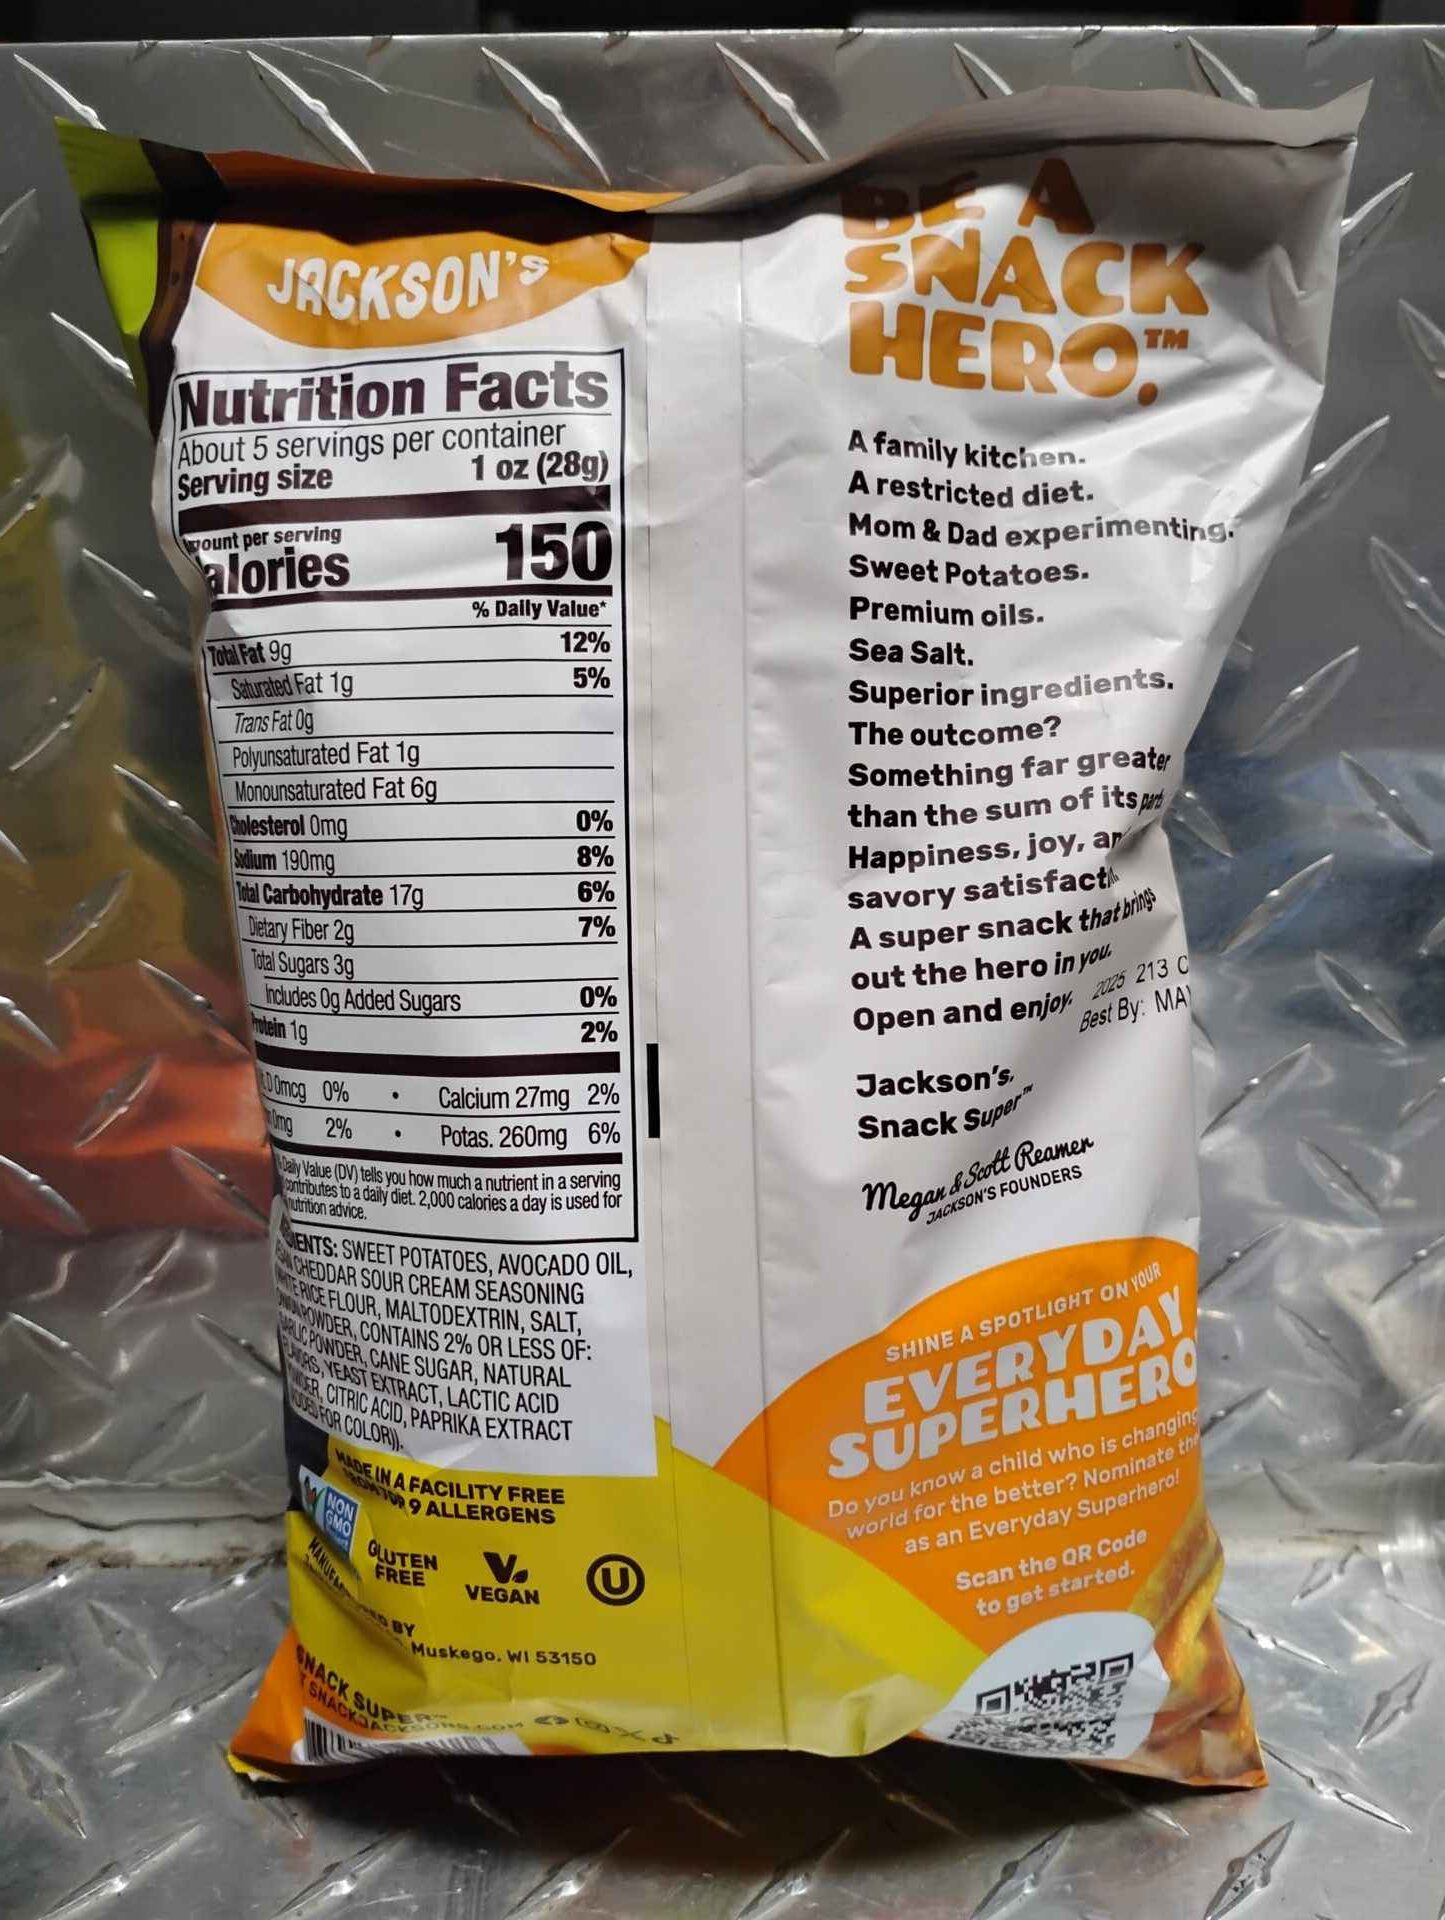 JACKSON'S
Nutrition Facts
About 5 servings per container
Serving size 1 oz (28g)
per serving
150
% Daily Value*
Total Fat 9g 12%
Saturated Fat 1g 5%
Trans Fat 0g
Polyunsaturated Fat 1g
Monounsaturated Fat 6g
Cholesterol 0mg 0%
Sodium 190mg 8%
Total Carbohydrate 17g 6%
Dietary Fiber 2g 7%
Total Sugars 3g
Includes 0g Added Sugars 0%
Protein 1g 2%
D 0mcg 0% • Calcium 27mg 2%
2% • Potas. 260mg 6%
Daily Value (DV) tells you how much a nutrient in a serving
contributes to a daily diet. 2,000 calories a day is used for
nutrition advice.
SWEET POTATOES, AVOCADO OIL,
CHEDDAR SOUR CREAM SEASONING
RICE FLOUR, MALTODEXTRIN, SALT,
POWDER, CONTAINS 2% OR LESS OF:
GARLIC POWDER, CANE SUGAR, NATURAL
YEAST EXTRACT, LACTIC ACID
CITRIC ACID, PAPRIKA EXTRACT
FOR COLOR)).
MADE IN A FACILITY FREE
FROM TOP 9 ALLERGENS
NON
GMO
GLUTEN
FREE
V.
VEGAN
U
BY
Muskego, WI 53150
SNACK SUPER™
SNACKJACKSONS.COM
BE A
SNACK
HERO.™
A family kitchen.
A restricted diet.
Mom & Dad experimenting.
Sweet Potatoes.
Premium oils.
Sea Salt.
Superior ingredients.
The outcome?
Something far greater
than the sum of its parts
Happiness, joy,
savory
A super snack that brings
out the hero in you.
Open and enjoy.
2025 213 C
Best By: MAY
Jackson's.
Snack Super™
Megan & Scott Reamer
JACKSON'S FOUNDERS
SHINE A SPOTLIGHT ON YOUR
EVERYDAY
SUPERHERO
Do you know a child who is changing
world for the better? Nominate
as an Everyday Superhero!
Scan the QR Code
to get started.